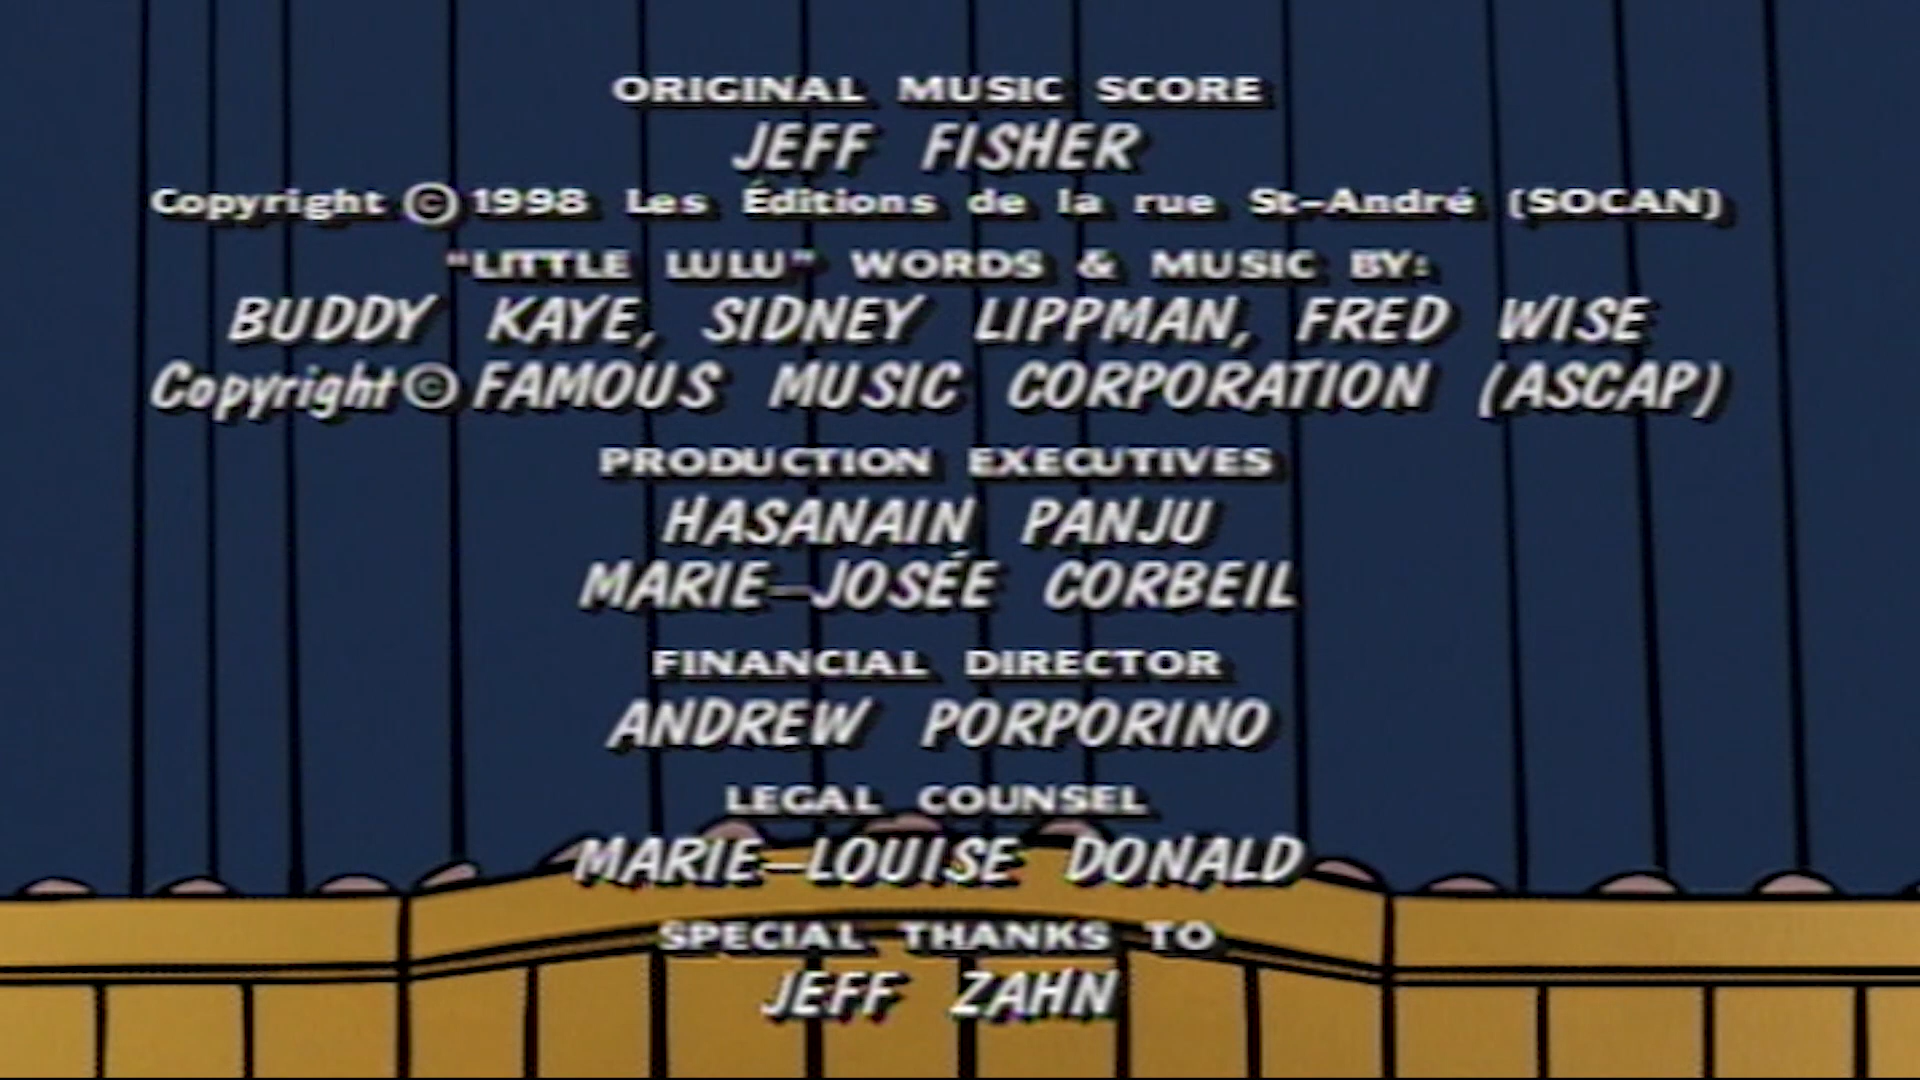 ORIGINAL MUSIC SCORE
JEFF FISHER
Copyright © 1998 Les Éditions de la rue St-André (SOCAN)
"LITTLE LULU" WORDS & MUSIC BY:
BUDDY KAYE, SIDNEY LIPPMAN, FRED WISE
Copyright © FAMOUS MUSIC CORPORATION (ASCAP)
PRODUCTION EXECUTIVES
HASANAIN PANJU
MARIE-JOSÉE CORBEIL
FINANCIAL DIRECTOR
ANDREW PORPORINO
LEGAL COUNSEL
MARIE-LOUISE DONALD
SPECIAL THANKS TO
JEFF ZAHN